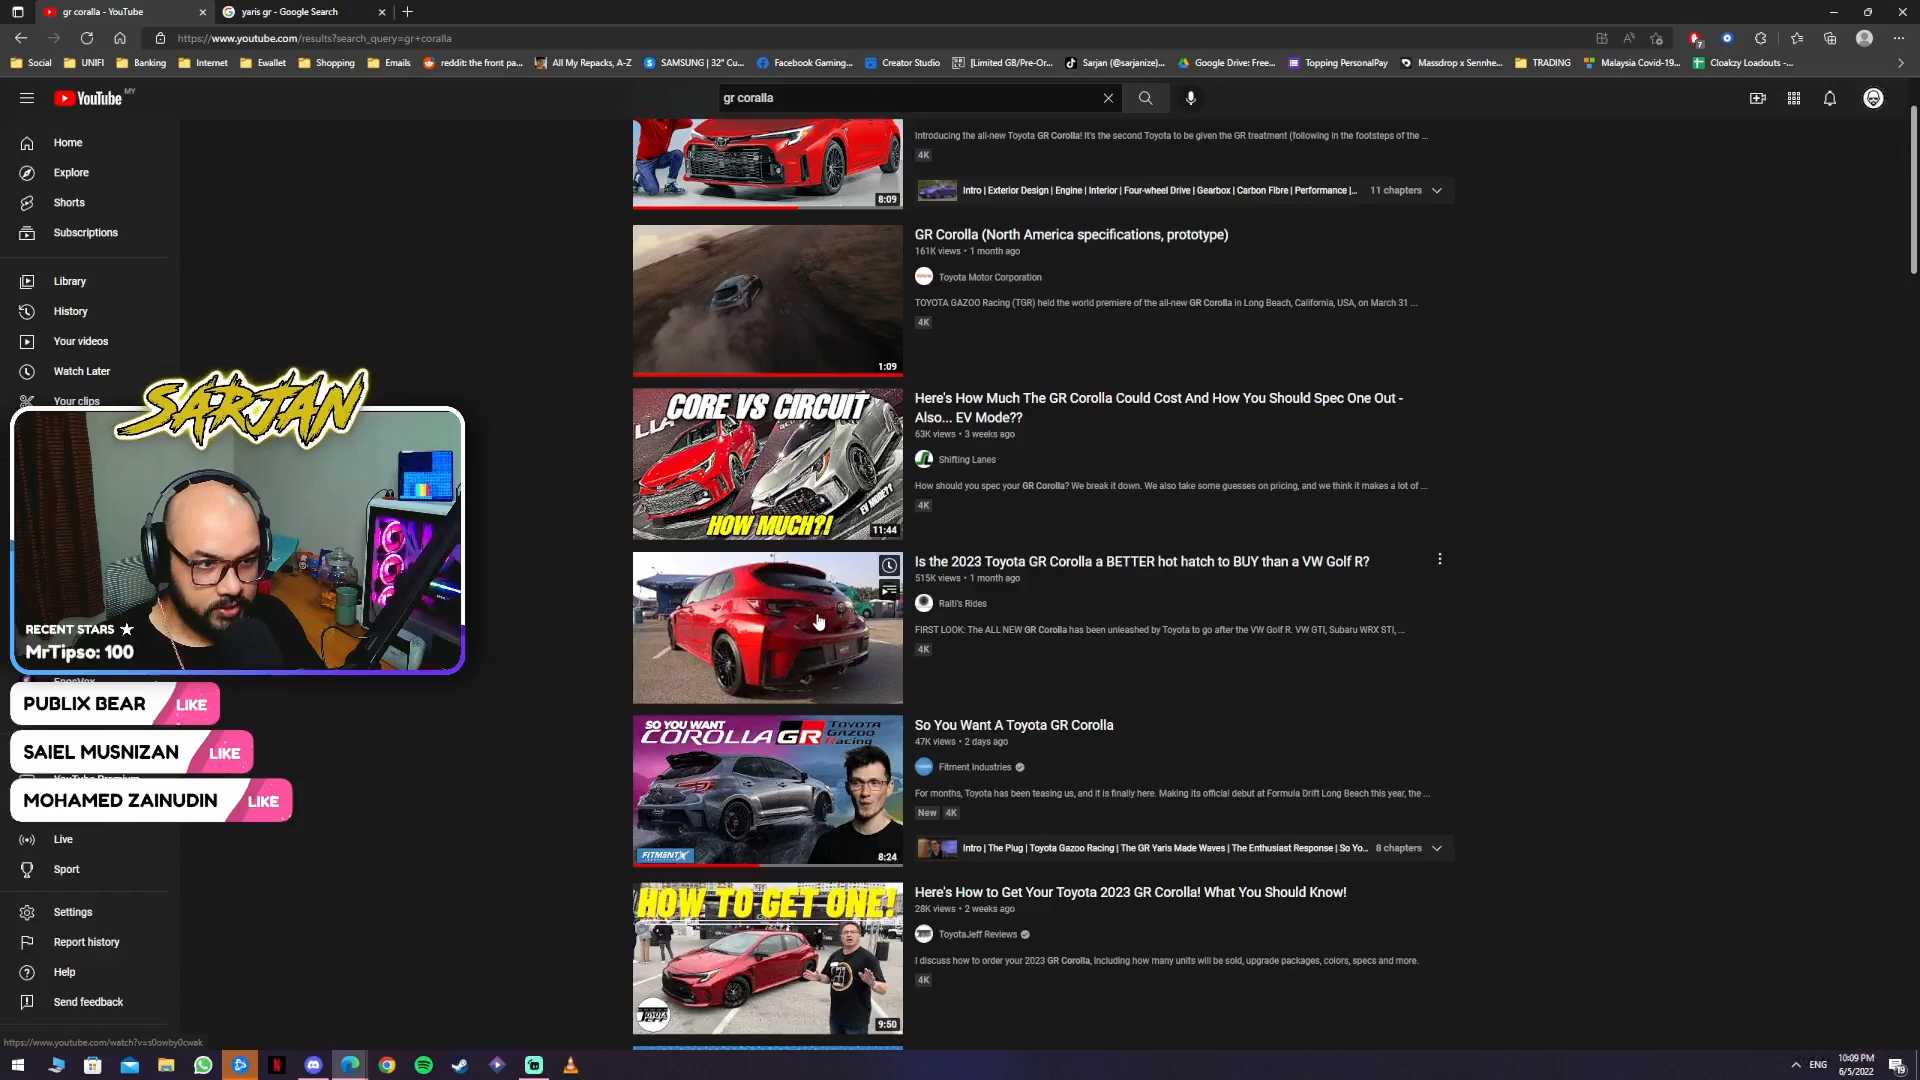 gr coralla - YouTube
yaris gr - Google Search
https://www.youtube.com/results?search_query=gr+coralla
Social
UNIFI
Banking
Internet
Ewallet
Shopping
Emails
reddit: the front pa...
All My Repacks, A-Z
SAMSUNG | 32" Cu...
Facebook Gaming...
Creator Studio
[Limited GB/Pre-Or...
Sarjan (@sarjanize)...
Google Drive: Free...
Topping PersonalPay
Massdrop x Sennhe...
TRADING
Malaysia Covid-19...
Cloakzy Loadouts -...
YouTube MY
gr coralla
Home
Explore
Shorts
Subscriptions
Library
History
Your videos
Watch Later
Your clips
SARJAN
RECENT STARS ★
MrTipso: 100
EposVox
PUBLIX BEAR LIKE
SAIEL MUSNIZAN LIKE
YouTube Premium
MOHAMED ZAINUDIN LIKE
Live
Sport
Settings
Report history
Help
Send feedback
8:09
Introducing the all-new Toyota GR Corolla! It's the second Toyota to be given the GR treatment (following in the footsteps of the ...
4K
Intro | Exterior Design | Engine | Interior | Four-wheel Drive | Gearbox | Carbon Fibre | Performance |...
11 chapters
1:09
GR Corolla (North America specifications, prototype)
161K views • 1 month ago
Toyota Motor Corporation
TOYOTA GAZOO Racing (TGR) held the world premiere of the all-new GR Corolla in Long Beach, California, USA, on March 31 ...
4K
CORE VS CIRCUIT
EV MODE??
HOW MUCH?!
11:44
Here's How Much The GR Corolla Could Cost And How You Should Spec One Out -
Also... EV Mode??
63K views • 3 weeks ago
Shifting Lanes
How should you spec your GR Corolla? We break it down. We also take some guesses on pricing, and we think it makes a lot of ...
4K
Is the 2023 Toyota GR Corolla a BETTER hot hatch to BUY than a VW Golf R?
515K views • 1 month ago
Raiti's Rides
FIRST LOOK: The ALL NEW GR Corolla has been unleashed by Toyota to go after the VW Golf R. VW GTI, Subaru WRX STI, ...
4K
SO YOU WANT
COROLLA GR
TOYOTA
GAZOO
Racing
FITMENT
8:24
So You Want A Toyota GR Corolla
47K views • 2 days ago
Fitment Industries
For months, Toyota has been teasing us, and it is finally here. Making its official debut at Formula Drift Long Beach this year, the ...
New
4K
Intro | The Plug | Toyota Gazoo Racing | The GR Yaris Made Waves | The Enthusiast Response | So Yo...
8 chapters
HOW TO GET ONE!
TOYOTA
JEFF
9:50
Here's How to Get Your Toyota 2023 GR Corolla! What You Should Know!
28K views • 2 weeks ago
ToyotaJeff Reviews
I discuss how to order your 2023 GR Corolla, including how many units will be sold, upgrade packages, colors, specs and more.
4K
https://www.youtube.com/watch?v=s0owby0cwak
ENG
10:09 PM
6/5/2022
19